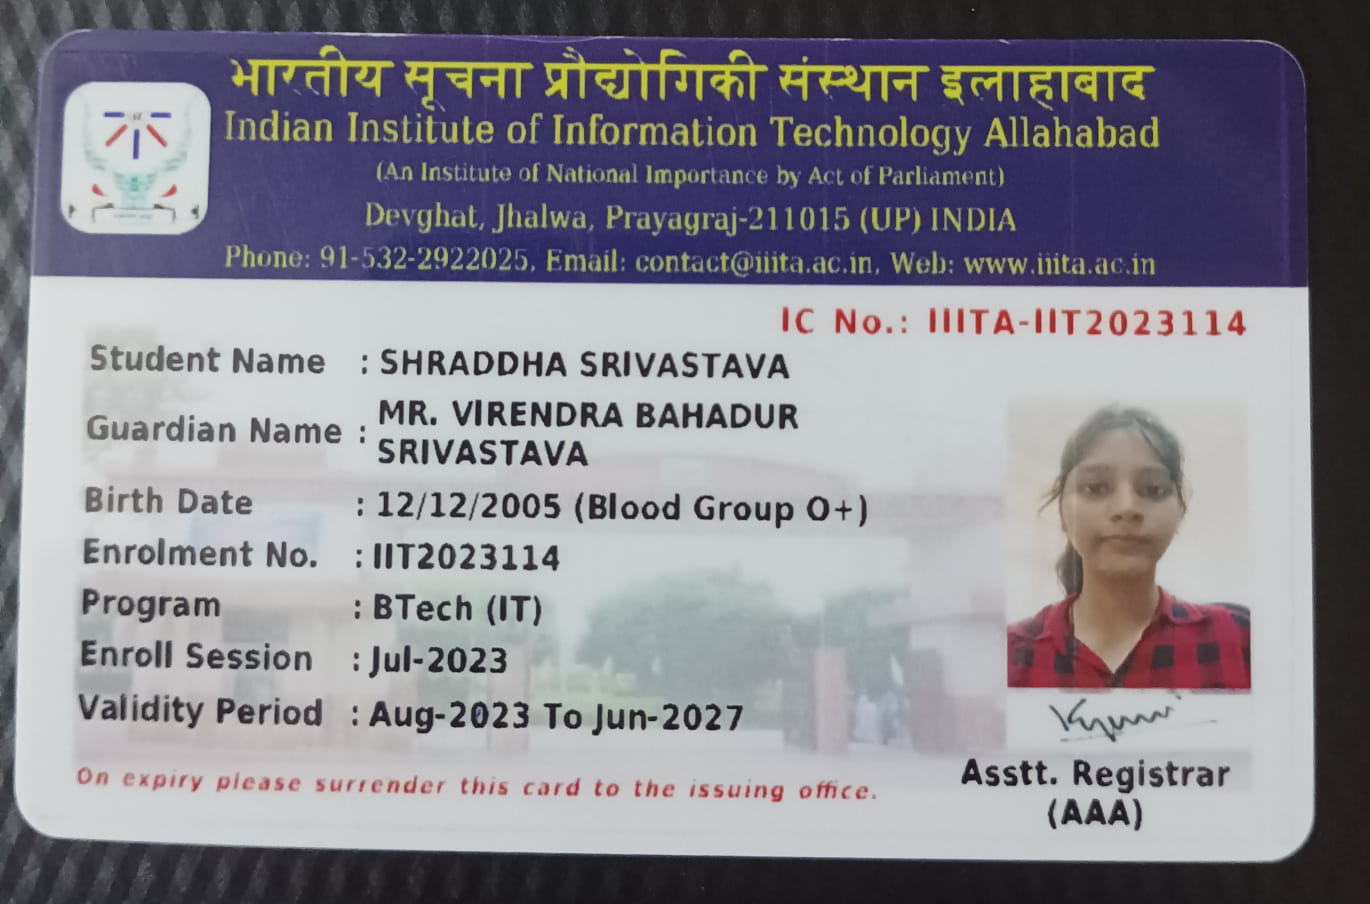 भारतीय सूचना प्रौद्योगिकी संस्थान इलाहाबाद
Indian Institute of Information Technology Allahabad
(An Institute of National Importance by Act of Parliament)
Devghat, Jhalwa, Prayagraj-211015 (UP) INDIA
Phone: 91-532-2922025, Email: contact@iiita.ac.in, Web: www.iiita.ac.in
IC No.: IIITA-IIT2023114
Student Name : SHRADDHA SRIVASTAVA
Guardian Name : MR. VIRENDRA BAHADUR
SRIVASTAVA
Birth Date : 12/12/2005 (Blood Group O+)
Enrolment No. : IIT2023114
Program : BTech (IT)
Enroll Session : Jul-2023
Validity Period : Aug-2023 To Jun-2027
On expiry please surrender this card to the issuing office.
Asstt. Registrar
(AAA)